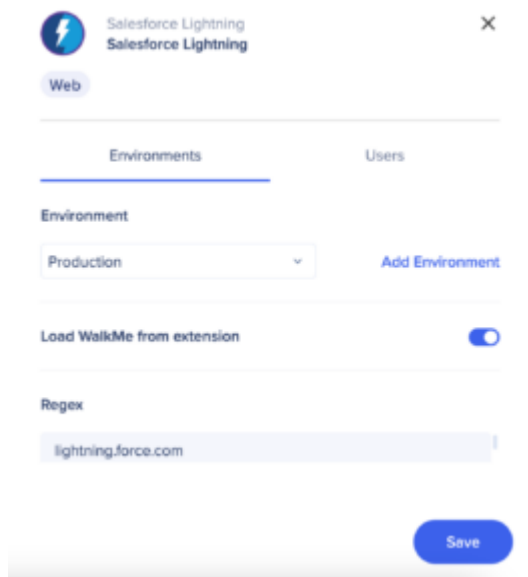 Salesforce Lightning
Salesforce Lightning
Web
Environments Users
Environment
Production Add Environment
Load WalkMe from extension
Regex
lightning.force.com
Save